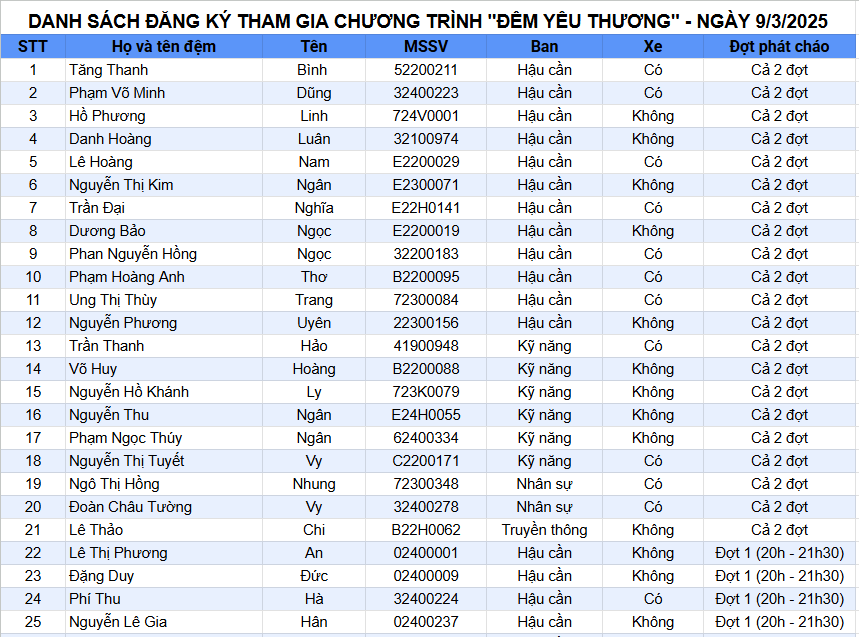 DANH SÁCH ĐĂNG KÝ THAM GIA CHƯƠNG TRÌNH "ĐÊM YÊU THƯƠNG" - NGÀY 9/3/2025
STT Họ và tên đệm Tên MSSV Ban Xe Đợt phát cháo
1 Tăng Thanh Bình 52200211 Hậu cần Có Cả 2 đợt
2 Phạm Võ Minh Dũng 32400223 Hậu cần Có Cả 2 đợt
3 Hồ Phương Linh 724V0001 Hậu cần Không Cả 2 đợt
4 Danh Hoàng Luân 32100974 Hậu cần Không Cả 2 đợt
5 Lê Hoàng Nam E2200029 Hậu cần Có Cả 2 đợt
6 Nguyễn Thị Kim Ngân E2300071 Hậu cần Không Cả 2 đợt
7 Trần Đại Nghĩa E22H0141 Hậu cần Có Cả 2 đợt
8 Dương Bảo Ngọc E2200019 Hậu cần Không Cả 2 đợt
9 Phan Nguyễn Hồng Ngọc 32200183 Hậu cần Có Cả 2 đợt
10 Phạm Hoàng Anh Thơ B2200095 Hậu cần Có Cả 2 đợt
11 Ung Thị Thùy Trang 72300084 Hậu cần Có Cả 2 đợt
12 Nguyễn Phương Uyên 22300156 Hậu cần Không Cả 2 đợt
13 Trần Thanh Hảo 41900948 Kỹ năng Có Cả 2 đợt
14 Võ Huy Hoàng B2200088 Kỹ năng Không Cả 2 đợt
15 Nguyễn Hồ Khánh Ly 723K0079 Kỹ năng Không Cả 2 đợt
16 Nguyễn Thu Ngân E24H0055 Kỹ năng Không Cả 2 đợt
17 Phạm Ngọc Thúy Ngân 62400334 Kỹ năng Không Cả 2 đợt
18 Nguyễn Thị Tuyết Vy C2200171 Kỹ năng Có Cả 2 đợt
19 Ngô Thị Hồng Nhung 72300348 Nhân sự Có Cả 2 đợt
20 Đoàn Châu Tường Vy 32400278 Nhân sự Có Cả 2 đợt
21 Lê Thảo Chi B22H0062 Truyền thông Không Cả 2 đợt
22 Lê Thị Phương An 02400001 Hậu cần Không Đợt 1 (20h - 21h30)
23 Đặng Duy Đức 02400009 Hậu cần Không Đợt 1 (20h - 21h30)
24 Phí Thu Hà 32400224 Hậu cần Có Đợt 1 (20h - 21h30)
25 Nguyễn Lê Gia Hân 02400237 Hậu cần Không Đợt 1 (20h - 21h30)